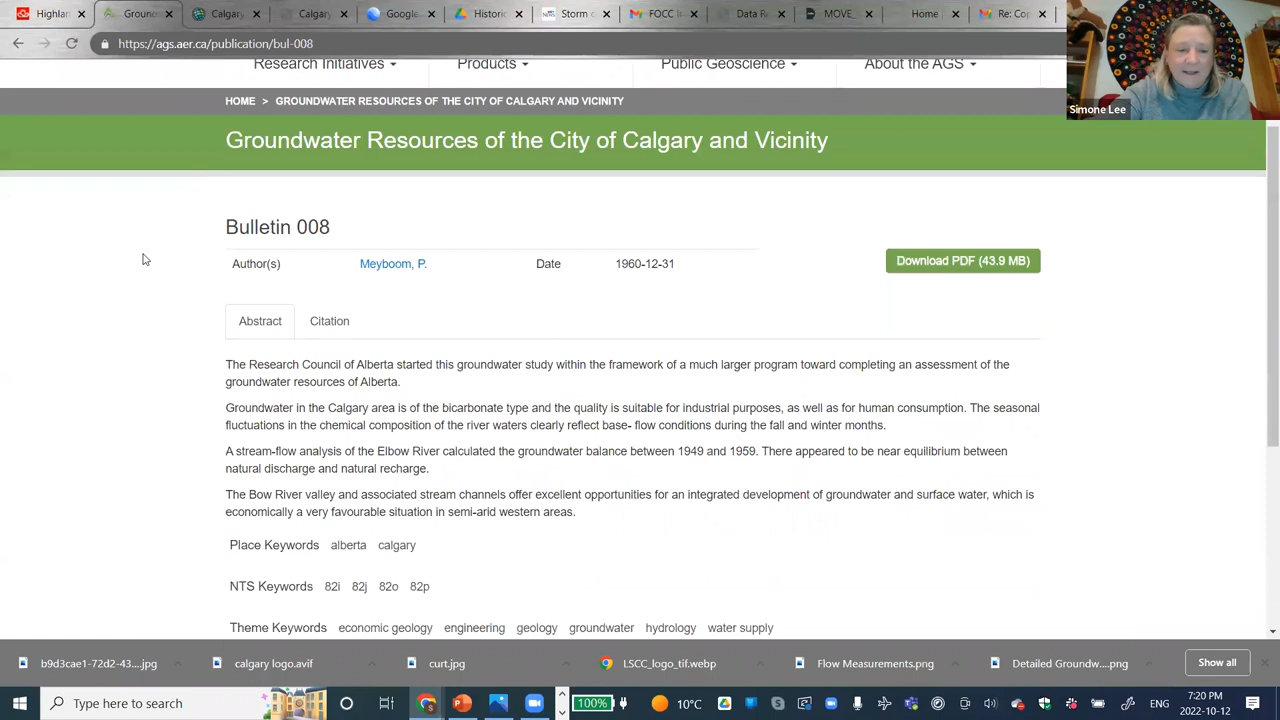 Highlan
Ground
Calgary
Calgary
Google
Historic
Storm c
FOCC In
Data Re
MOVE_
Home |
Re: Cop
https://ags.aer.ca/publication/bul-008
Research Initiatives
Products
Public Geoscience
About the AGS
Simone Lee
HOME > GROUNDWATER RESOURCES OF THE CITY OF CALGARY AND VICINITY
Groundwater Resources of the City of Calgary and Vicinity
Bulletin 008
Author(s) Meyboom, P. Date 1960-12-31
Download PDF (43.9 MB)
Abstract Citation
The Research Council of Alberta started this groundwater study within the framework of a much larger program toward completing an assessment of the
groundwater resources of Alberta.
Groundwater in the Calgary area is of the bicarbonate type and the quality is suitable for industrial purposes, as well as for human consumption. The seasonal
fluctuations in the chemical composition of the river waters clearly reflect base- flow conditions during the fall and winter months.
A stream-flow analysis of the Elbow River calculated the groundwater balance between 1949 and 1959. There appeared to be near equilibrium between
natural discharge and natural recharge.
The Bow River valley and associated stream channels offer excellent opportunities for an integrated development of groundwater and surface water, which is
economically a very favourable situation in semi-arid western areas.
Place Keywords alberta calgary
NTS Keywords 82i 82j 82o 82p
Theme Keywords economic geology engineering geology groundwater hydrology water supply
b9d3cae1-72d2-43....jpg
calgary logo.avif
curt.jpg
LSCC_logo_tif.webp
Flow Measurements.png
Detailed Groundw....png
Show all
Type here to search
100%
10°C
ENG
7:20 PM
2022-10-12